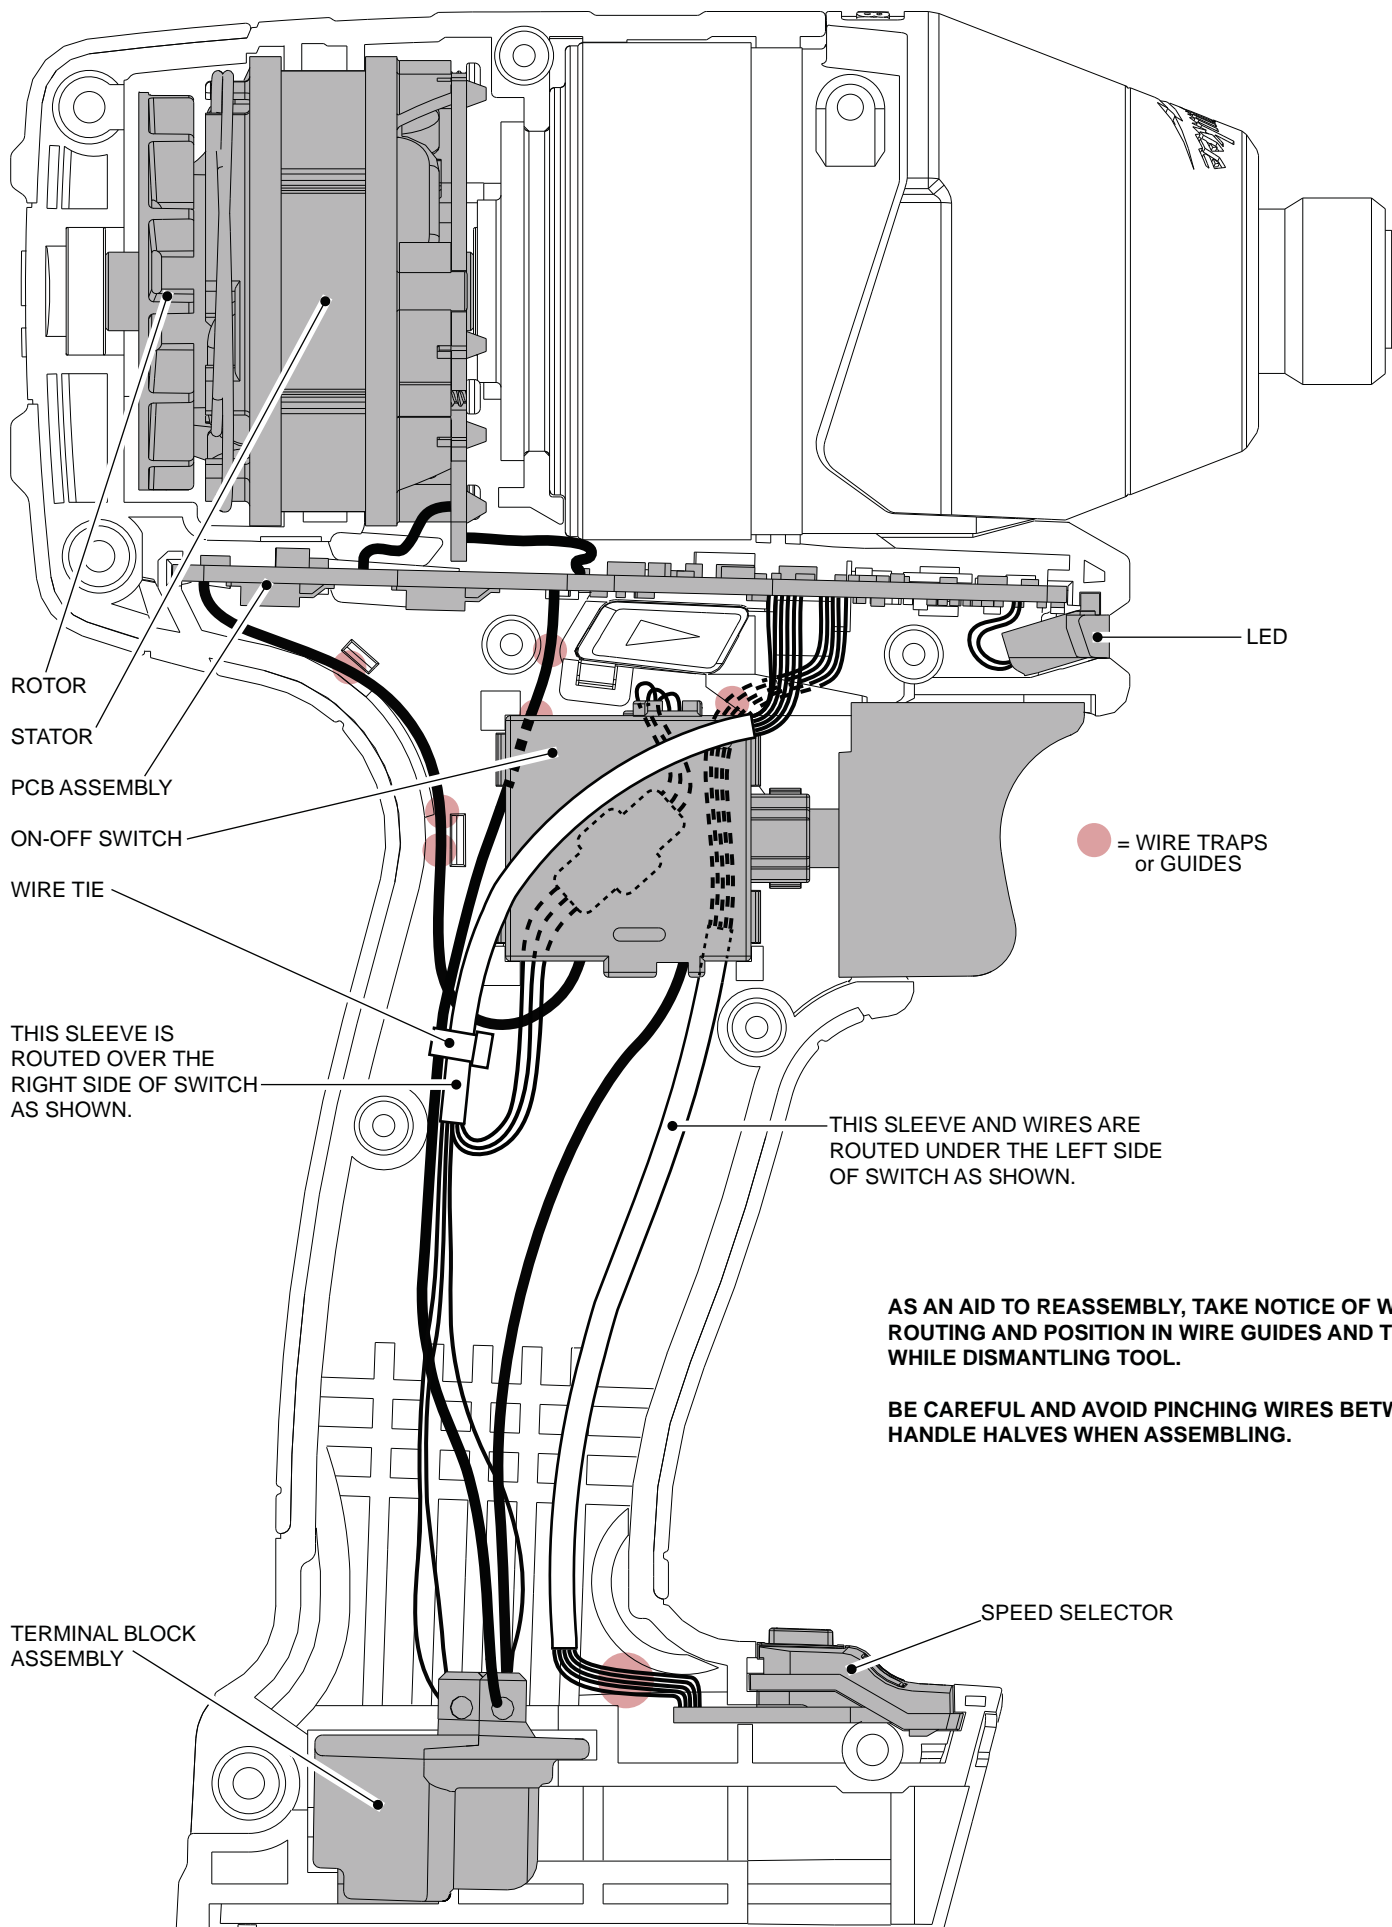 ROTOR
STATOR
PCB ASSEMBLY
ON-OFF SWITCH
WIRE TIE
THIS SLEEVE IS
ROUTED OVER THE
RIGHT SIDE OF SWITCH
AS SHOWN.
TERMINAL BLOCK
ASSEMBLY
LED
= WIRE TRAPS
or GUIDES
THIS SLEEVE AND WIRES ARE
ROUTED UNDER THE LEFT SIDE
OF SWITCH AS SHOWN.
AS AN AID TO REASSEMBLY, TAKE NOTICE OF
ROUTING AND POSITION IN WIRE GUIDES AND
WHILE DISMANTLING TOOL.
BE CAREFUL AND AVOID PINCHING WIRES
HANDLE HALVES WHEN ASSEMBLING.
SPEED SELECTOR